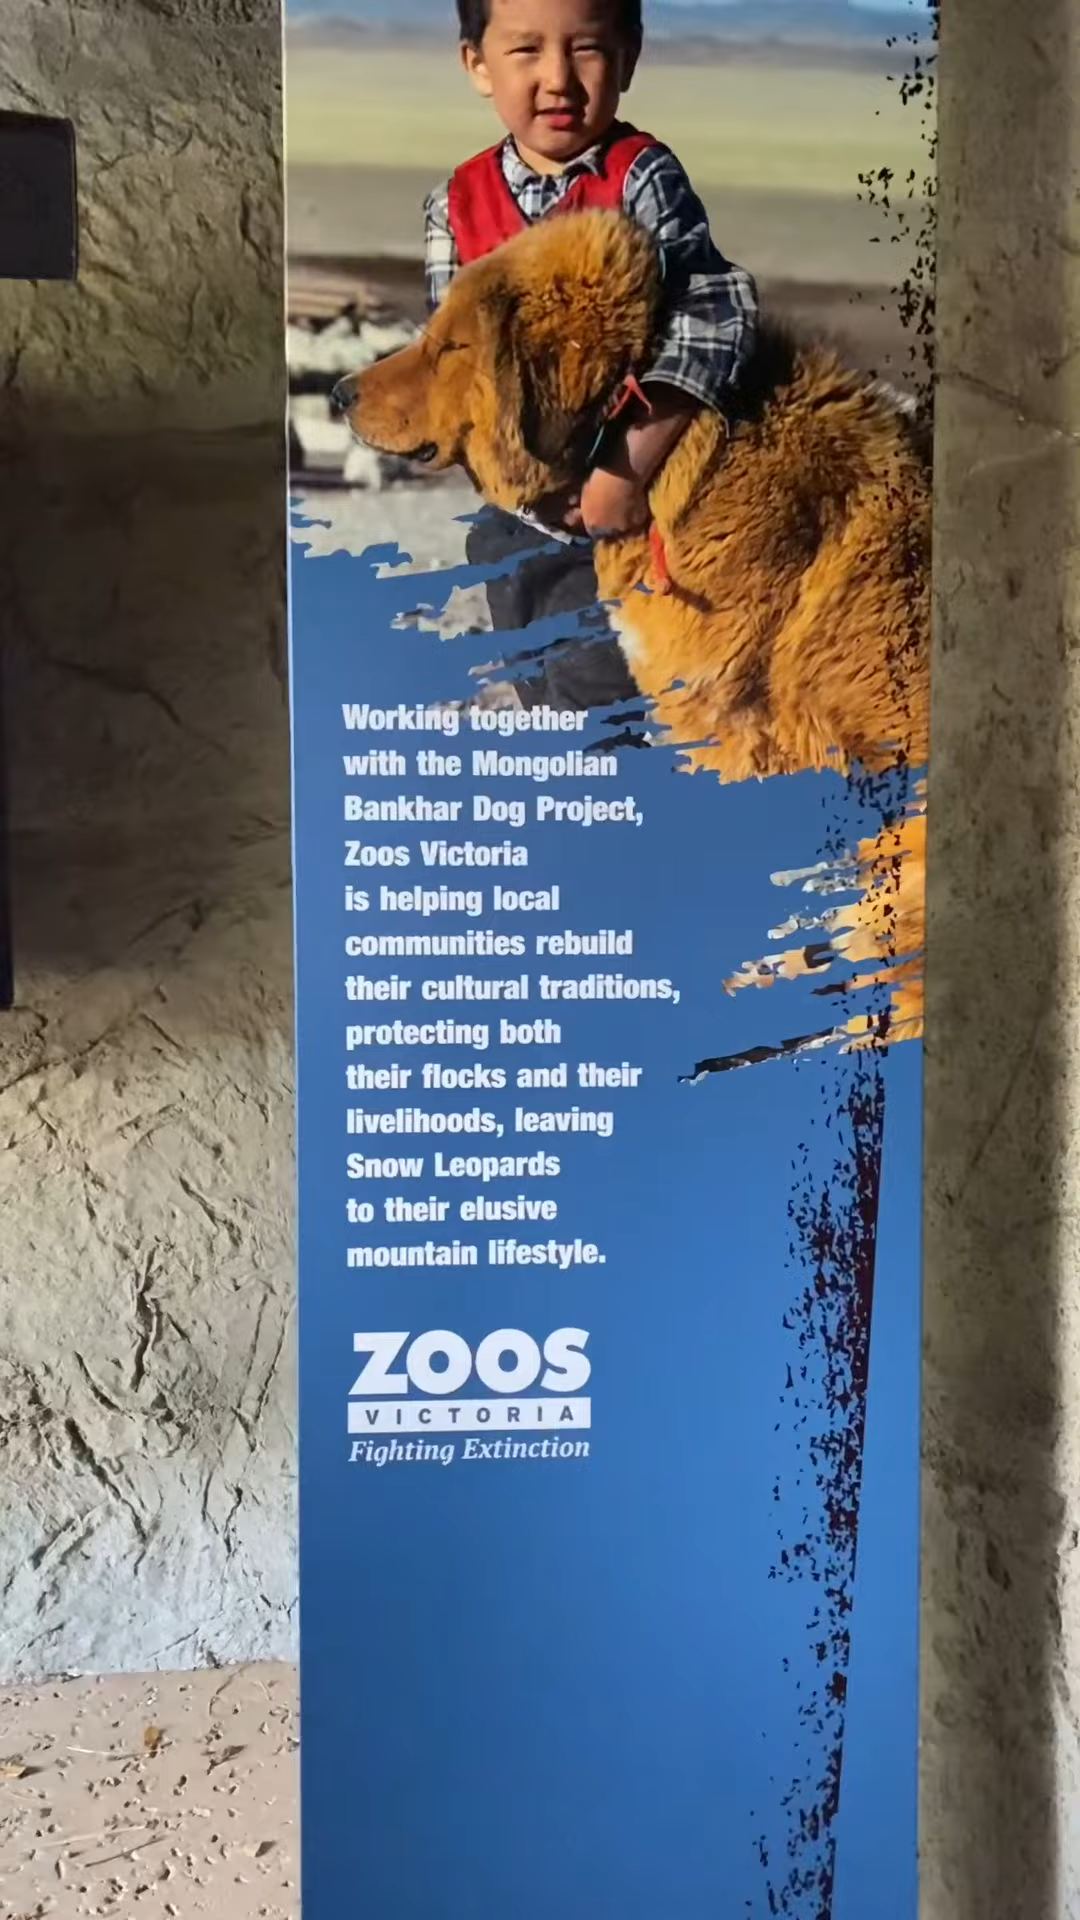 Working together
with the Mongolian
Bankhar Dog Project,
Zoos Victoria
is helping local
communities rebuild
their cultural traditions,
protecting both
their flocks and their
livelihoods, leaving
Snow Leopards
to their elusive
mountain lifestyle.
ZOOS
VICTORIA
Fighting Extinction